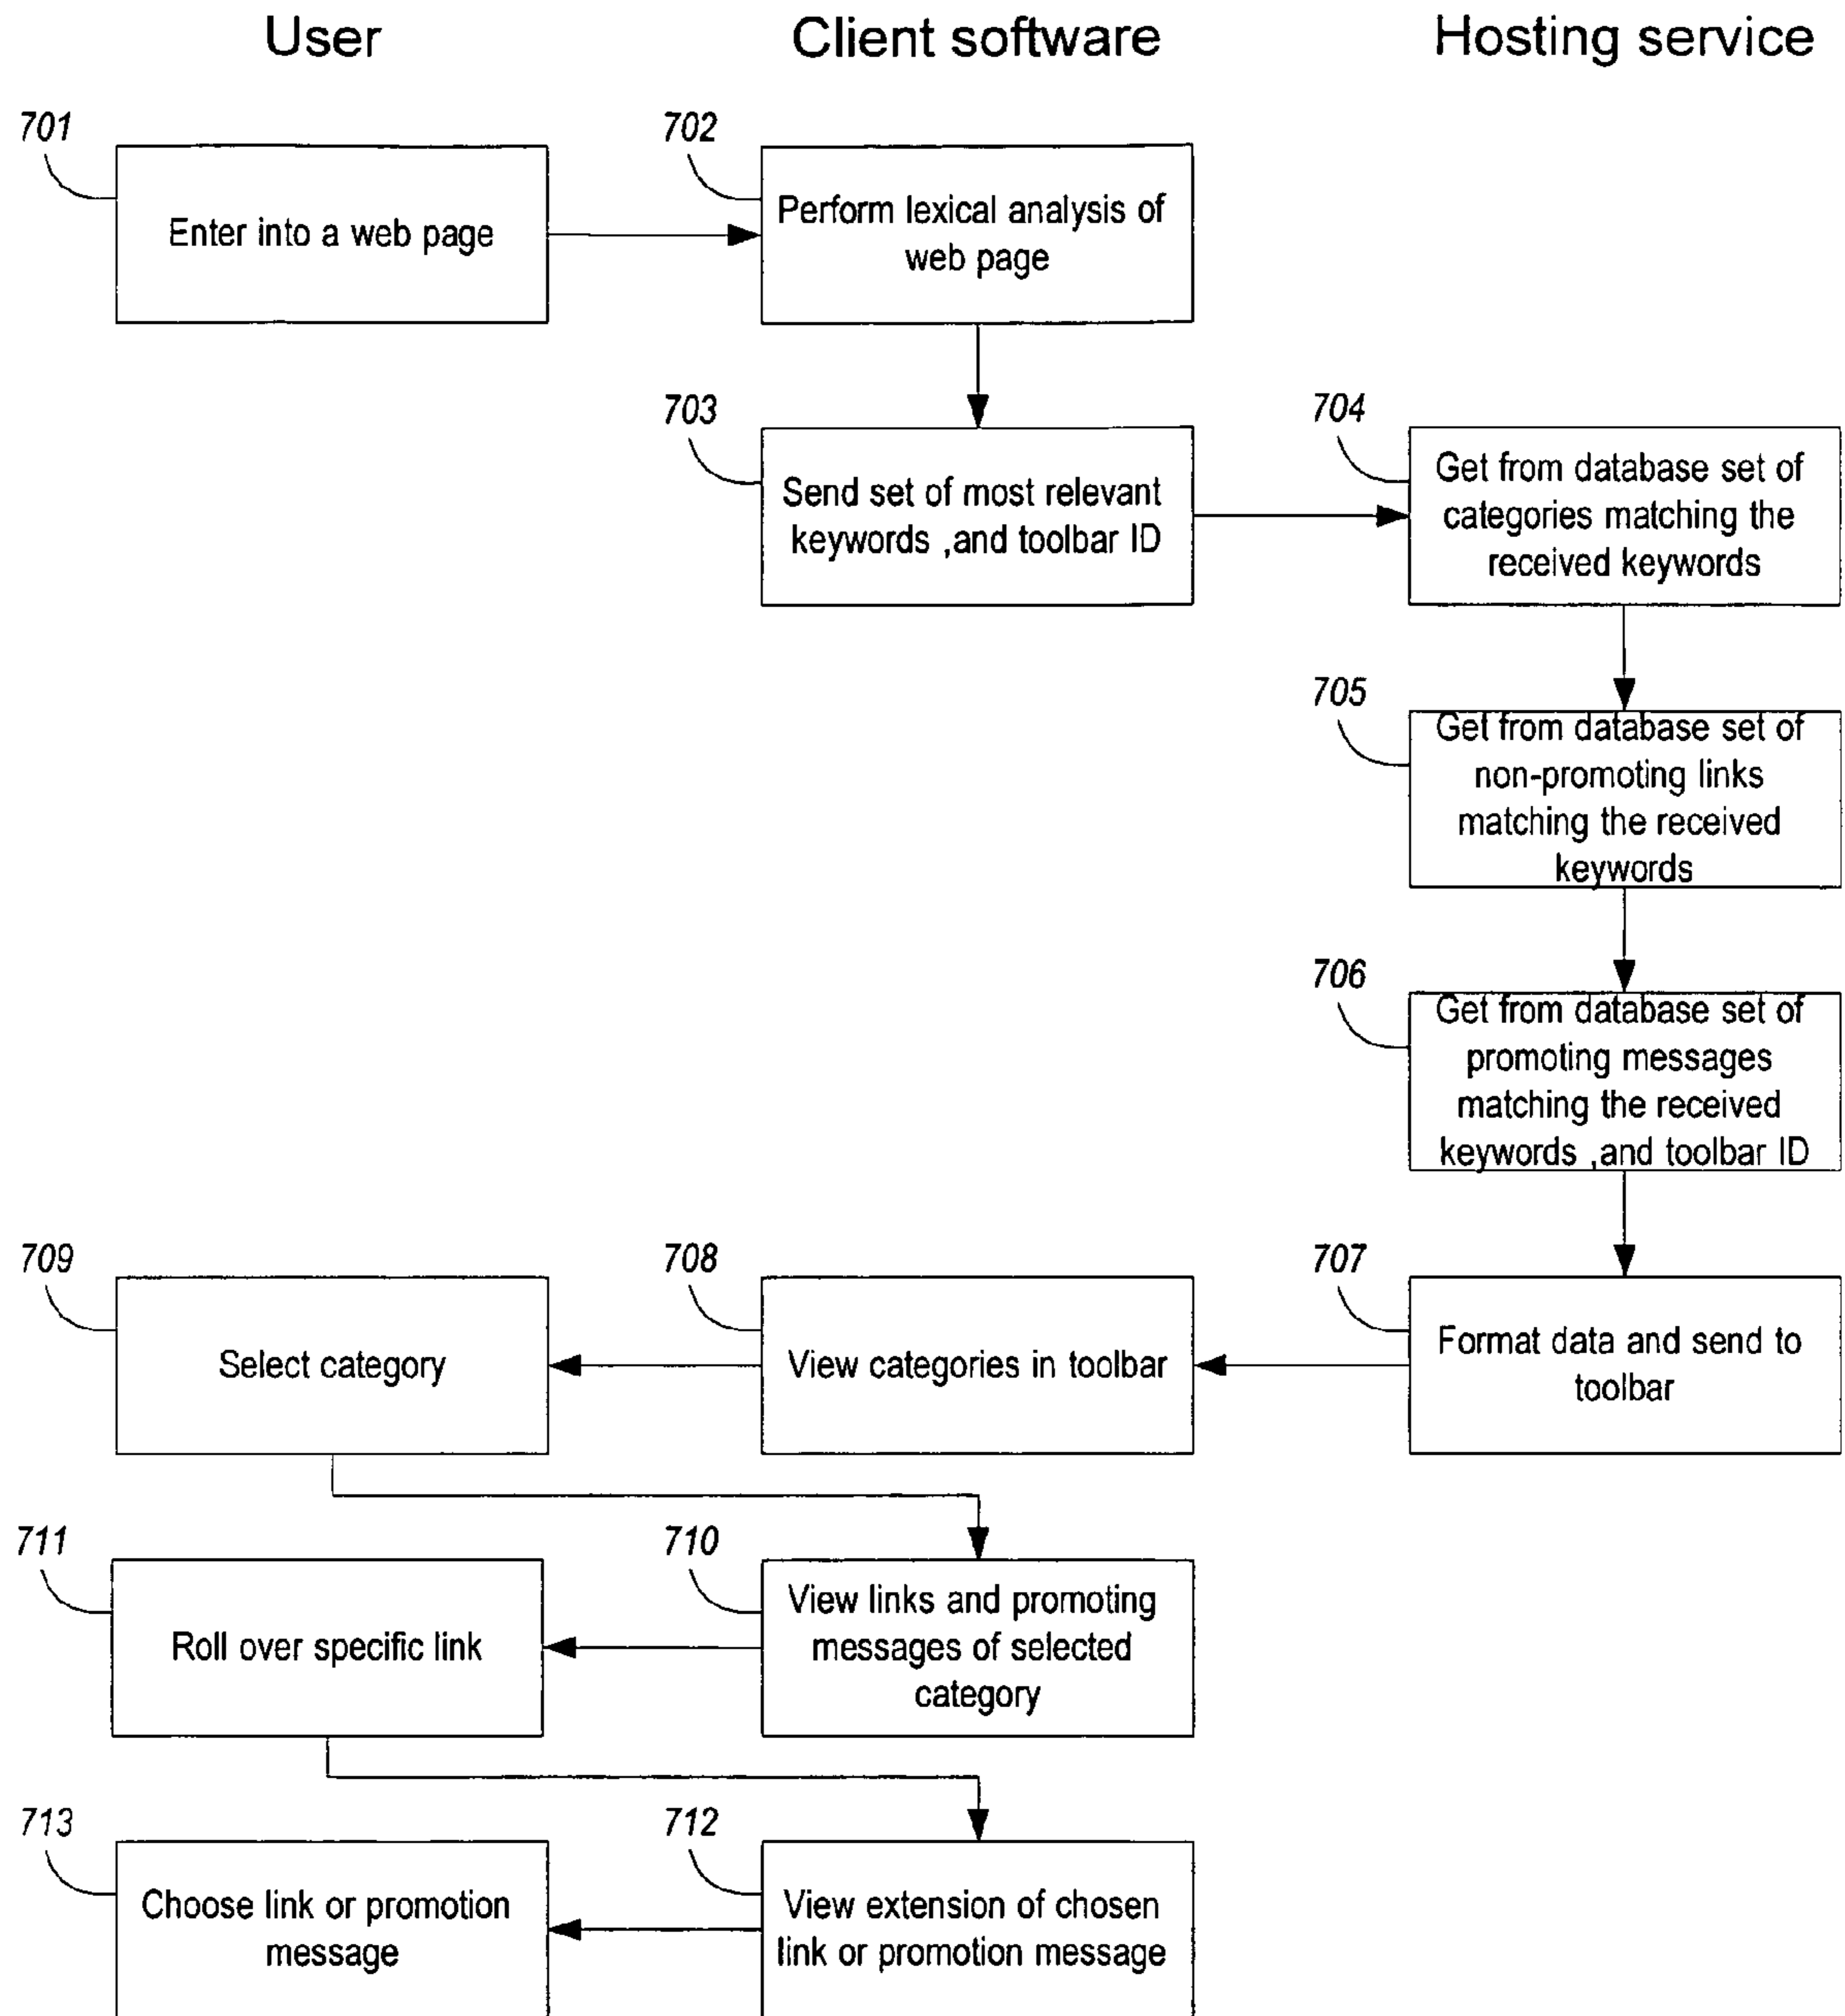 User
Client software
Hosting service
701
Enter into a web page
702
Perform lexical analysis of
web page
703
Send set of most relevant
keywords ,and toolbar ID
704
Get from database set of
categories matching the
received keywords
705
Get from database set of
non-promoting links
matching the received
keywords
706
Get from database set of
promoting messages
matching the received
keywords ,and toolbar ID
707
Format data and send to
toolbar
708
View categories in toolbar
709
Select category
710
View links and promoting
messages of selected
category
711
Roll over specific link
712
View extension of chosen
link or promotion message
713
Choose link or promotion
message